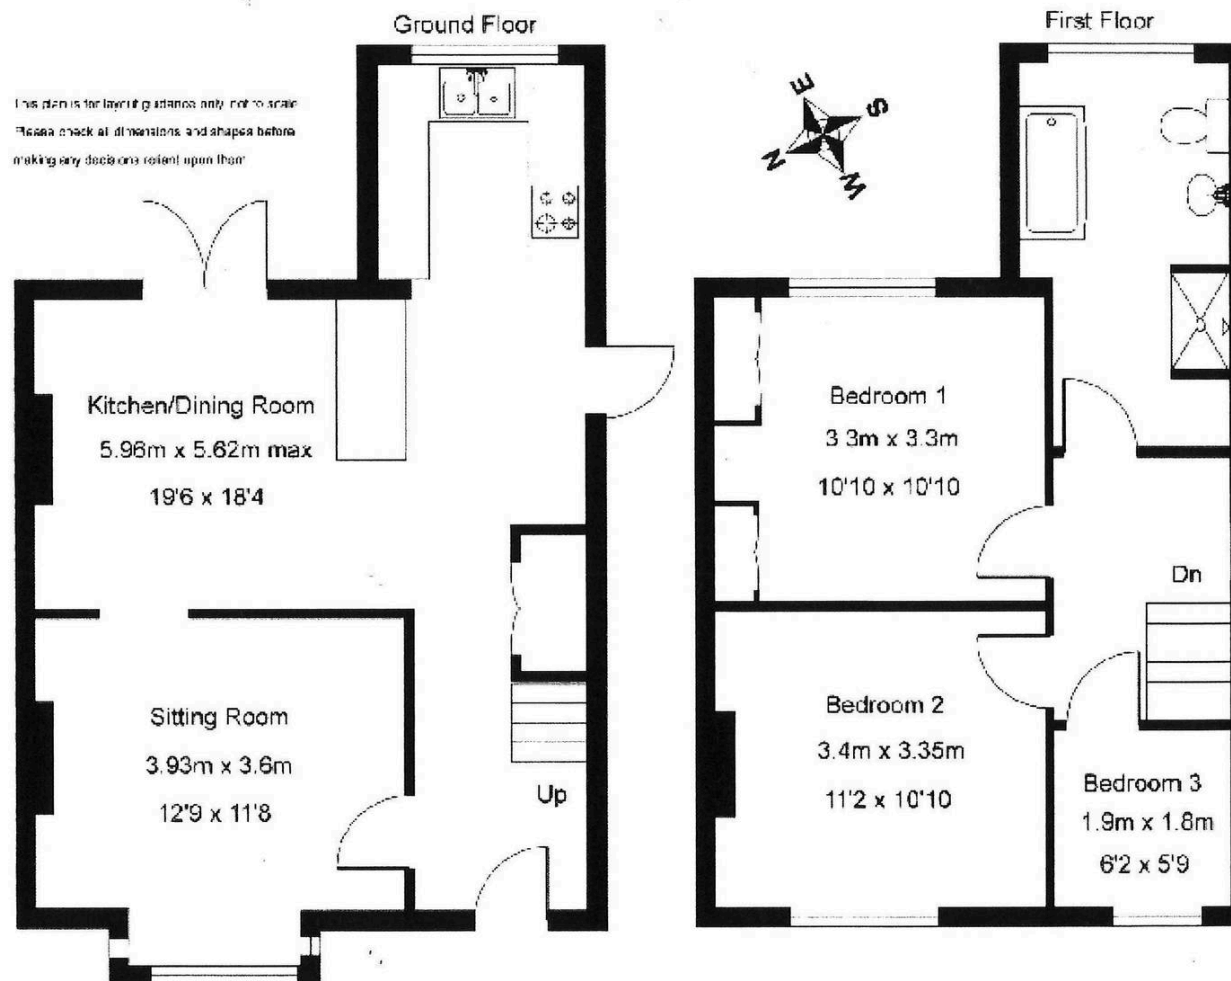 Ground Floor
First Floor
This plan is for layout guidance only not to scale
Please check all dimensions and shapes before
making any decisions reliant upon them
E
S
N
W
Kitchen/Dining Room
5.96m x 5.62m max
19'6 x 18'4
Sitting Room
3.93m x 3.6m
12'9 x 11'8
Up
Bedroom 1
3.3m x 3.3m
10'10 x 10'10
Dn
Bedroom 2
3.4m x 3.35m
11'2 x 10'10
Bedroom 3
1.9m x 1.8m
6'2 x 5'9